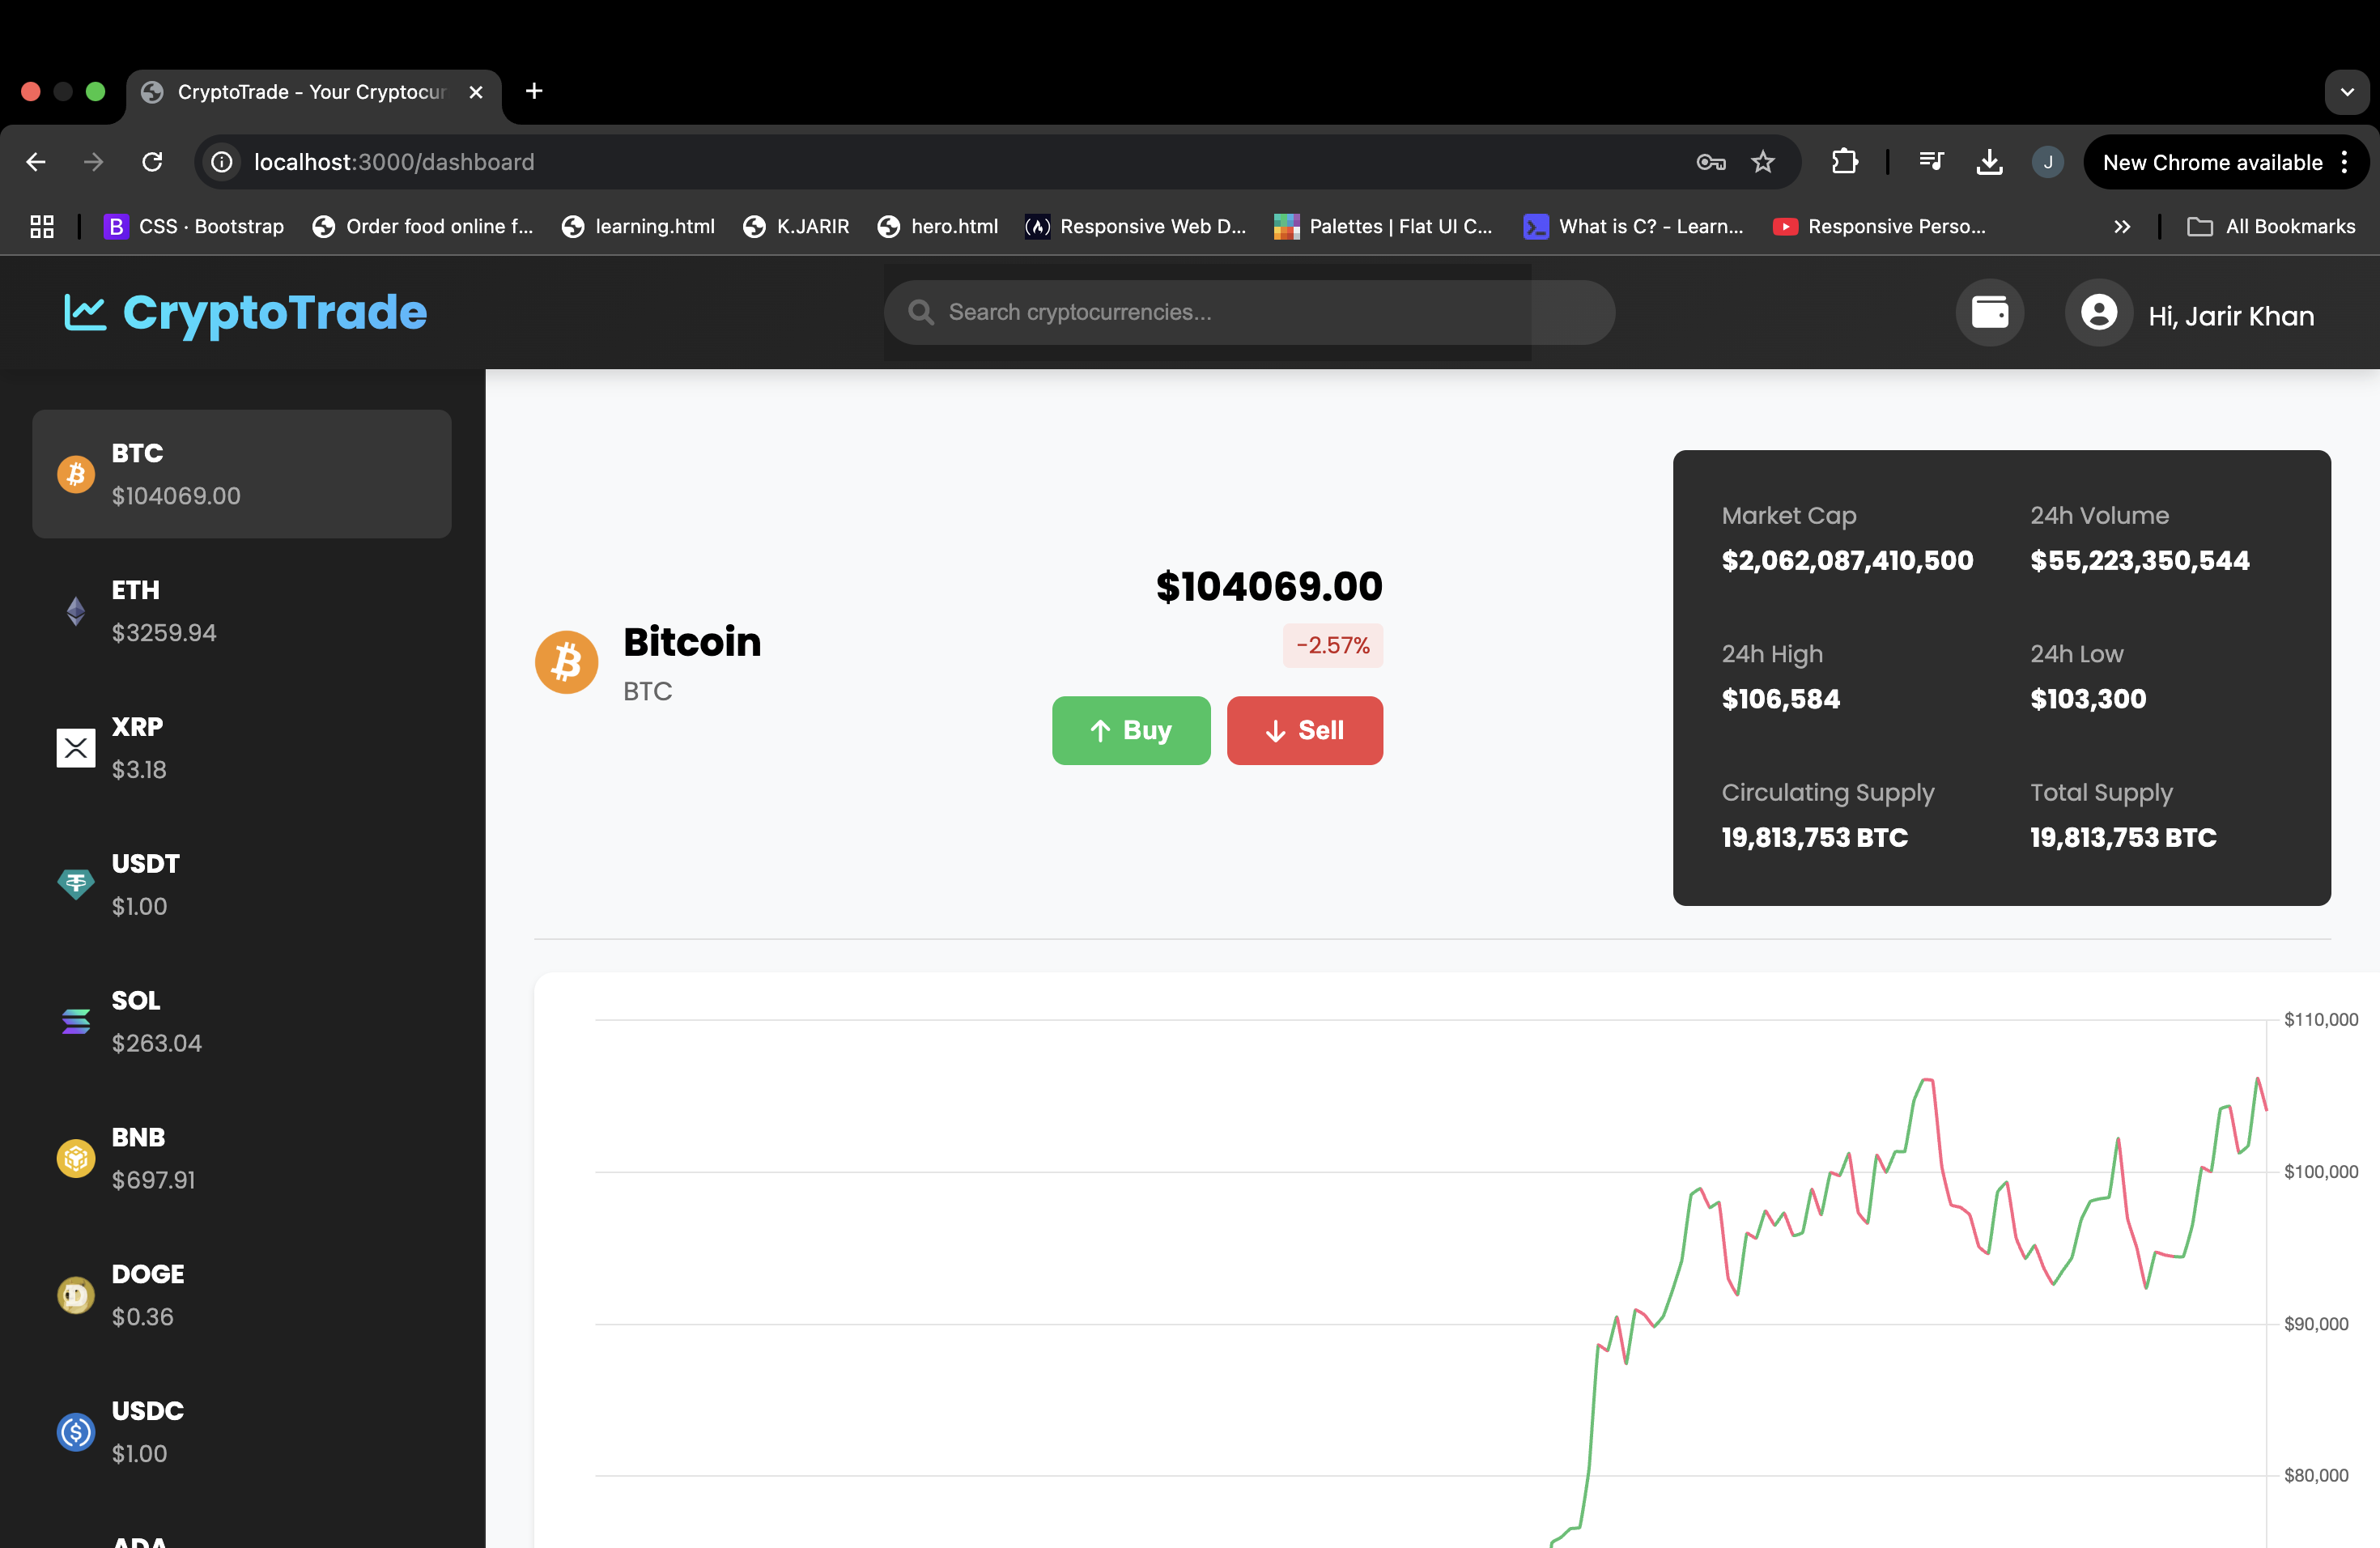 CryptoTrade - Your Cryptocur
localhost:3000/dashboard
J
New Chrome available
B CSS · Bootstrap
Order food online f...
learning.html
K.JARIR
hero.html
Responsive Web D...
Palettes | Flat UI C...
What is C? - Learn...
Responsive Perso...
All Bookmarks
CryptoTrade
Search cryptocurrencies...
Hi, Jarir Khan
BTC
$104069.00
ETH
$3259.94
XRP
$3.18
USDT
$1.00
SOL
$263.04
BNB
$697.91
DOGE
$0.36
USDC
$1.00
ADA
Bitcoin
BTC
$104069.00
-2.57%
Buy
Sell
Market Cap
$2,062,087,410,500
24h Volume
$55,223,350,544
24h High
$106,584
24h Low
$103,300
Circulating Supply
19,813,753 BTC
Total Supply
19,813,753 BTC
$110,000
$100,000
$90,000
$80,000